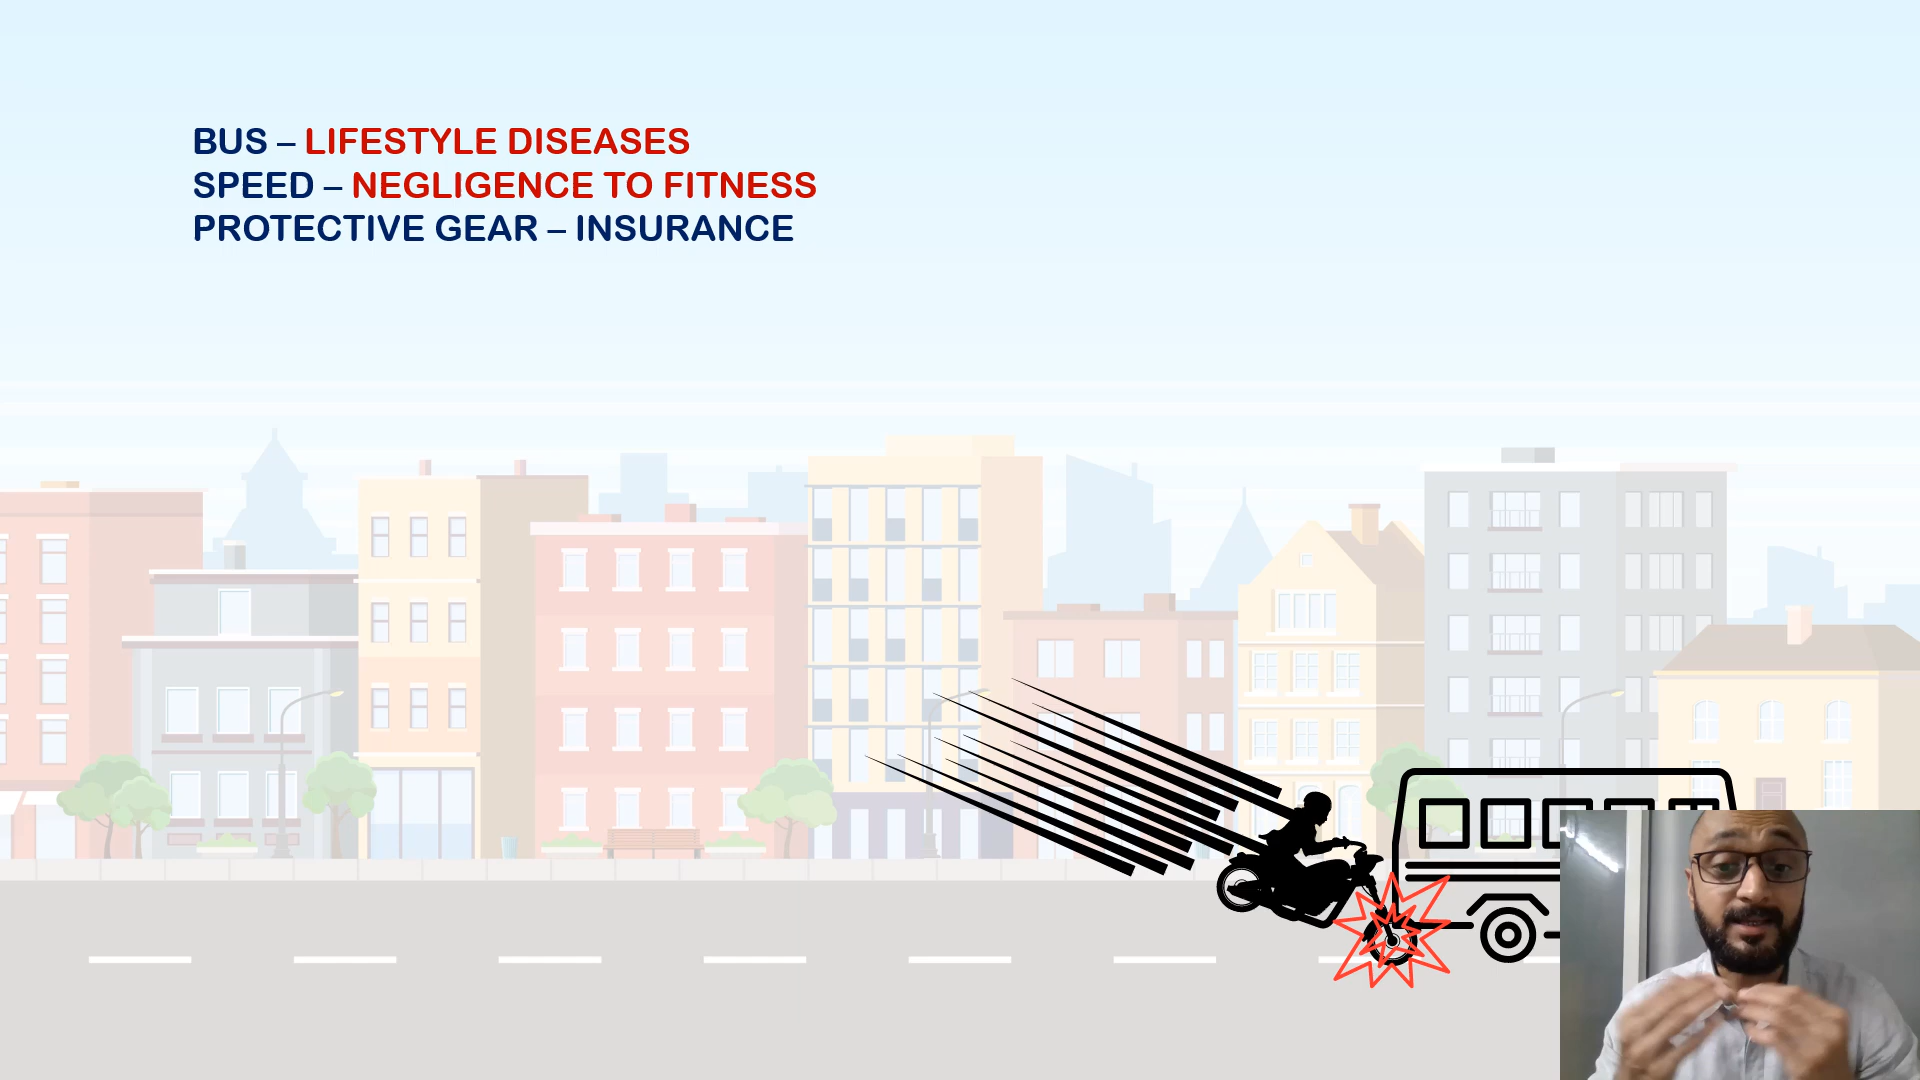 BUS – LIFESTYLE DISEASES
SPEED – NEGLIGENCE TO FITNESS
PROTECTIVE GEAR – INSURANCE